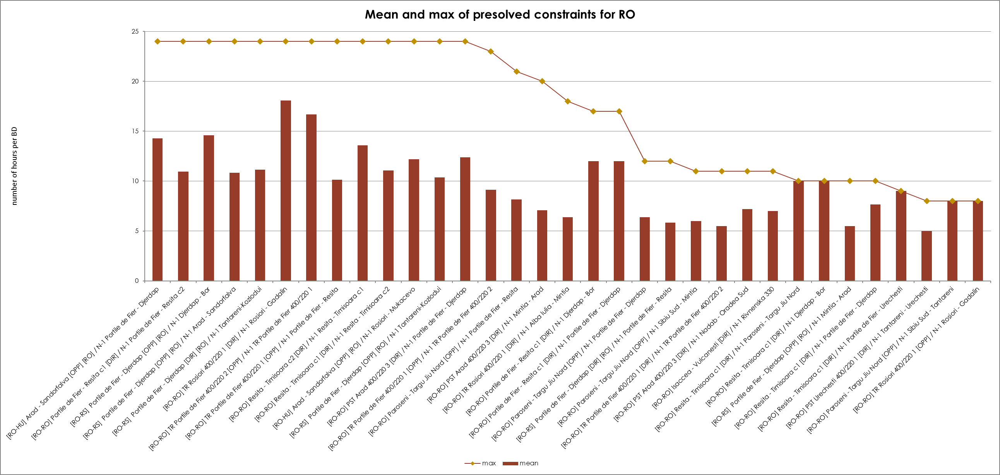 Mean and max of presolved constraints for RO
number of hours per BD
25
20
15
10
5
0
[RO-HU] Arad - Sandorfalva [OPP] [RO] / N-1 Portile de Fier - Djerdap
[RO-RO] Portile de Fier - Resita c1 [DIR] / N-1 Portile de Fier - Resita c2
[RO-RS]  Portile de Fier - Djerdap [OPP] [RO] / N-1 Djerdap - Bor
[RO-RS]  Portile de Fier - Djerdap [OPP] [RO] / N-1 Arad - Sandorfalva
[RO-RS]  Portile de Fier - Djerdap [DIR] [RO] / N-1 Tantareni-Kozlodui
[RO-RO] TR Rosiori 400/220 1 [DIR] / N-1 Rosiori - Gadalin
[RO-RO] TR Portile de Fier 400/220 2 [OPP] / N-1 TR Portile de Fier 400/220 1
[RO-RO] TR Portile de Fier 400/220 1 [OPP] / N-1 Portile de Fier - Resita
[RO-RO] Resita - Timisoara c2 [DIR] / N-1 Resita - Timisoara c1
[RO-RO] Resita - Timisoara c1 [DIR] / N-1 Resita - Timisoara c2
[RO-HU] Arad - Sandorfalva [OPP] [RO] / N-1 Rosiori - Mukacevo
[RO-RS]  Portile de Fier - Djerdap [OPP] [RO] / N-1 Tantareni-Kozlodui
[RO-RO] PST Arad 400/220 3 [DIR] / N-1 Portile de Fier - Djerdap
[RO-RO] TR Portile de Fier 400/220 1 [OPP] / N-1 TR Portile de Fier 400/220 2
[RO-RO] Paroseni - Targu Jiu Nord [OPP] / N-1 Portile de Fier - Resita
[RO-RO] PST Arad 400/220 3 [DIR] / N-1 Mintia - Arad
[RO-RO] TR Rosiori 400/220 1 [DIR] / N-1 Alba Iulia - Mintia
[RO-RO] Portile de Fier - Resita c1 [DIR] / N-1 Djerdap - Bor
[RO-RO] Portile de Fier - Resita c1 [DIR] / N-1 Portile de Fier - Djerdap
[RO-RO] Paroseni - Targu Jiu Nord [OPP] / N-1 Portile de Fier - Djerdap
[RO-RS]  Portile de Fier - Djerdap [DIR] [RO] / N-1 Portile de Fier - Resita
[RO-RO] Paroseni - Targu Jiu Nord [OPP] / N-1 Sibiu Sud - Mintia
[RO-RO] TR Portile de Fier 400/220 1 [DIR] / N-1 TR Portile de Fier 400/220 2
[RO-RO] PST Arad 400/220 3 [DIR] / N-1 Nadab - Oradea Sud
[RO-RO] Isaccea - Vulcanesti [DIR] / N-1 Rivnenska 330
[RO-RO] Resita - Timisoara c1 [DIR] / N-1 Paroseni - Targu Jiu Nord
[RO-RO] Resita - Timisoara c1 [DIR] / N-1 Djerdap - Bor
[RO-RS]  Portile de Fier - Djerdap [OPP] [RO] / N-1 Mintia - Arad
[RO-RO] Resita - Timisoara c1 [DIR] / N-1 Portile de Fier - Djerdap
[RO-RO] Resita - Timisoara c1 [DIR] / N-1 Portile de Fier - Urechesti
[RO-RO] PST Urechesti 400/220 1 [DIR] / N-1 Tantareni - Urechesti
[RO-RO] Paroseni - Targu Jiu Nord [OPP] / N-1 Sibiu Sud - Tantareni
[RO-RO] TR Rosiori 400/220 1 [OPP] / N-1 Rosiori - Gadalin
max
mean